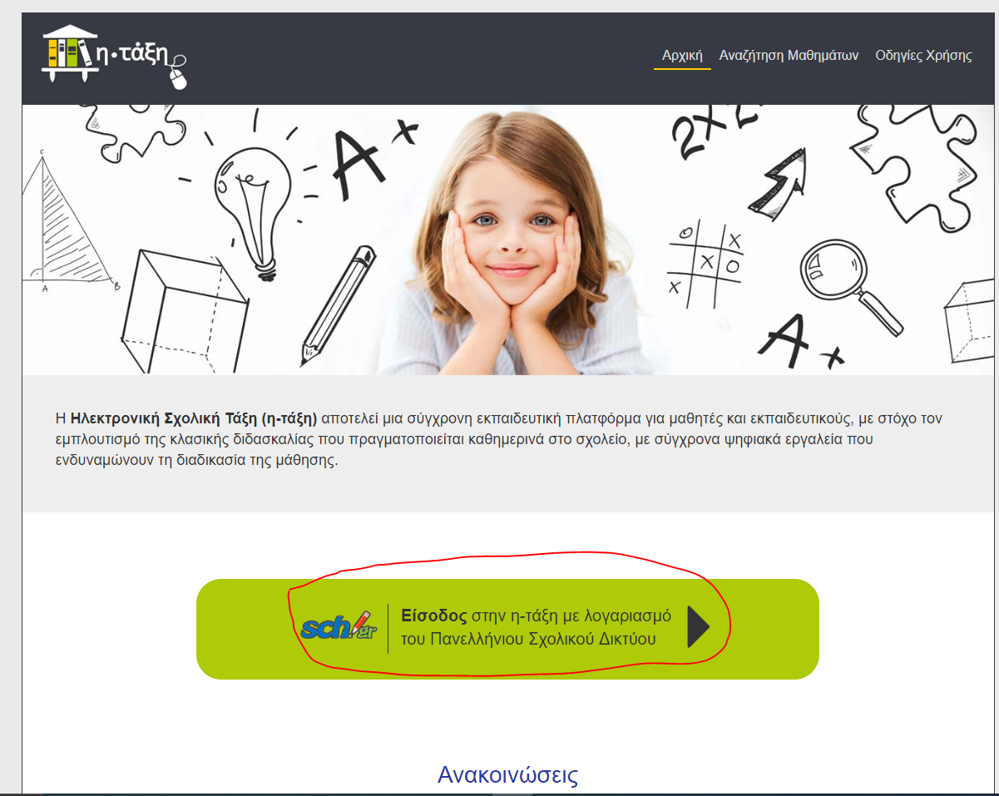 η·τάξη
Αρχική Αναζήτηση Μαθημάτων Οδηγίες Χρήσης
A+
2X2
C
A
B
O X
X O
X
A+
Η Ηλεκτρονική Σχολική Τάξη (η-τάξη) αποτελεί μια σύγχρονη εκπαιδευτική πλατφόρμα για μαθητές και εκπαιδευτικούς, με στόχο τον
εμπλουτισμό της κλασικής διδασκαλίας που πραγματοποιείται καθημερινά στο σχολείο, με σύγχρονα ψηφιακά εργαλεία που
ενδυναμώνουν τη διαδικασία της μάθησης.
sch.gr
Είσοδος στην η-τάξη με λογαριασμό
του Πανελλήνιου Σχολικού Δικτύου
Ανακοινώσεις